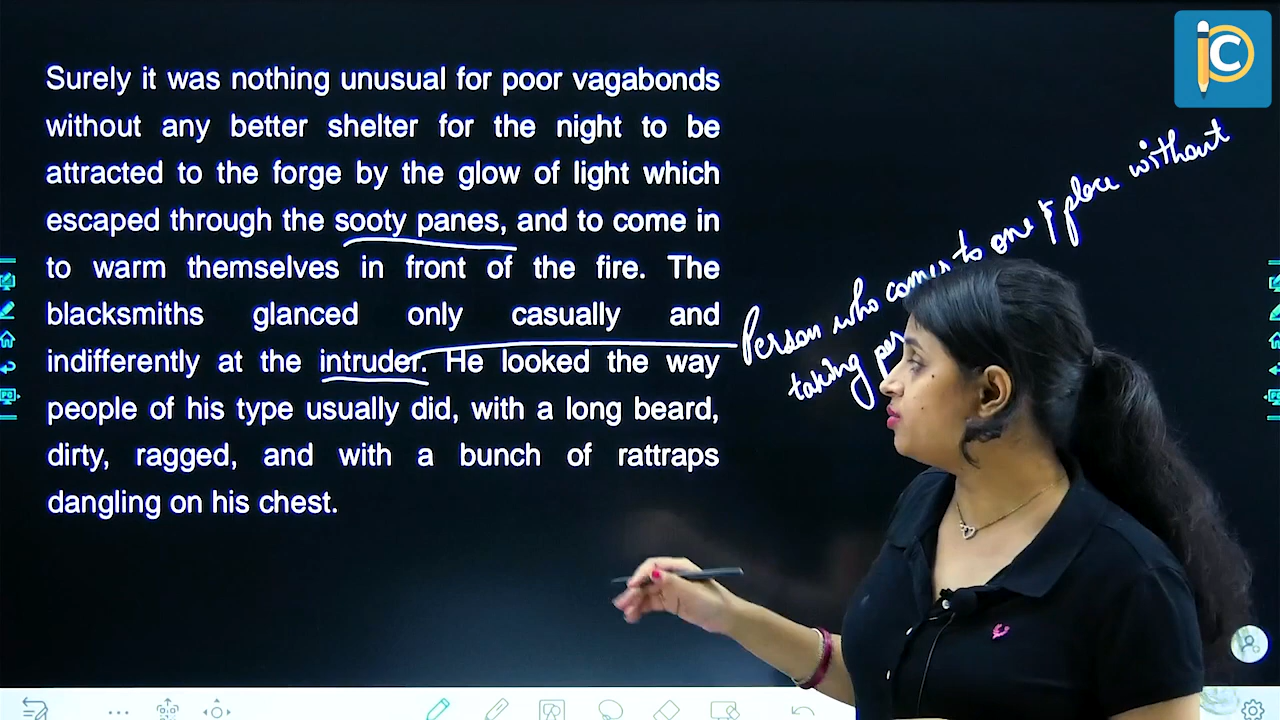 Surely it was nothing unusual for poor vagabonds
without any better shelter for the night to be
attracted to the forge by the glow of light which
escaped through the sooty panes, and to come in
to warm themselves in front of the fire. The
blacksmiths glanced only casually and
indifferently at the intruder. He looked the way
people of his type usually did, with a long beard,
dirty, ragged, and with a bunch of rattraps
dangling on his chest.
Person who comes to one place without
taking